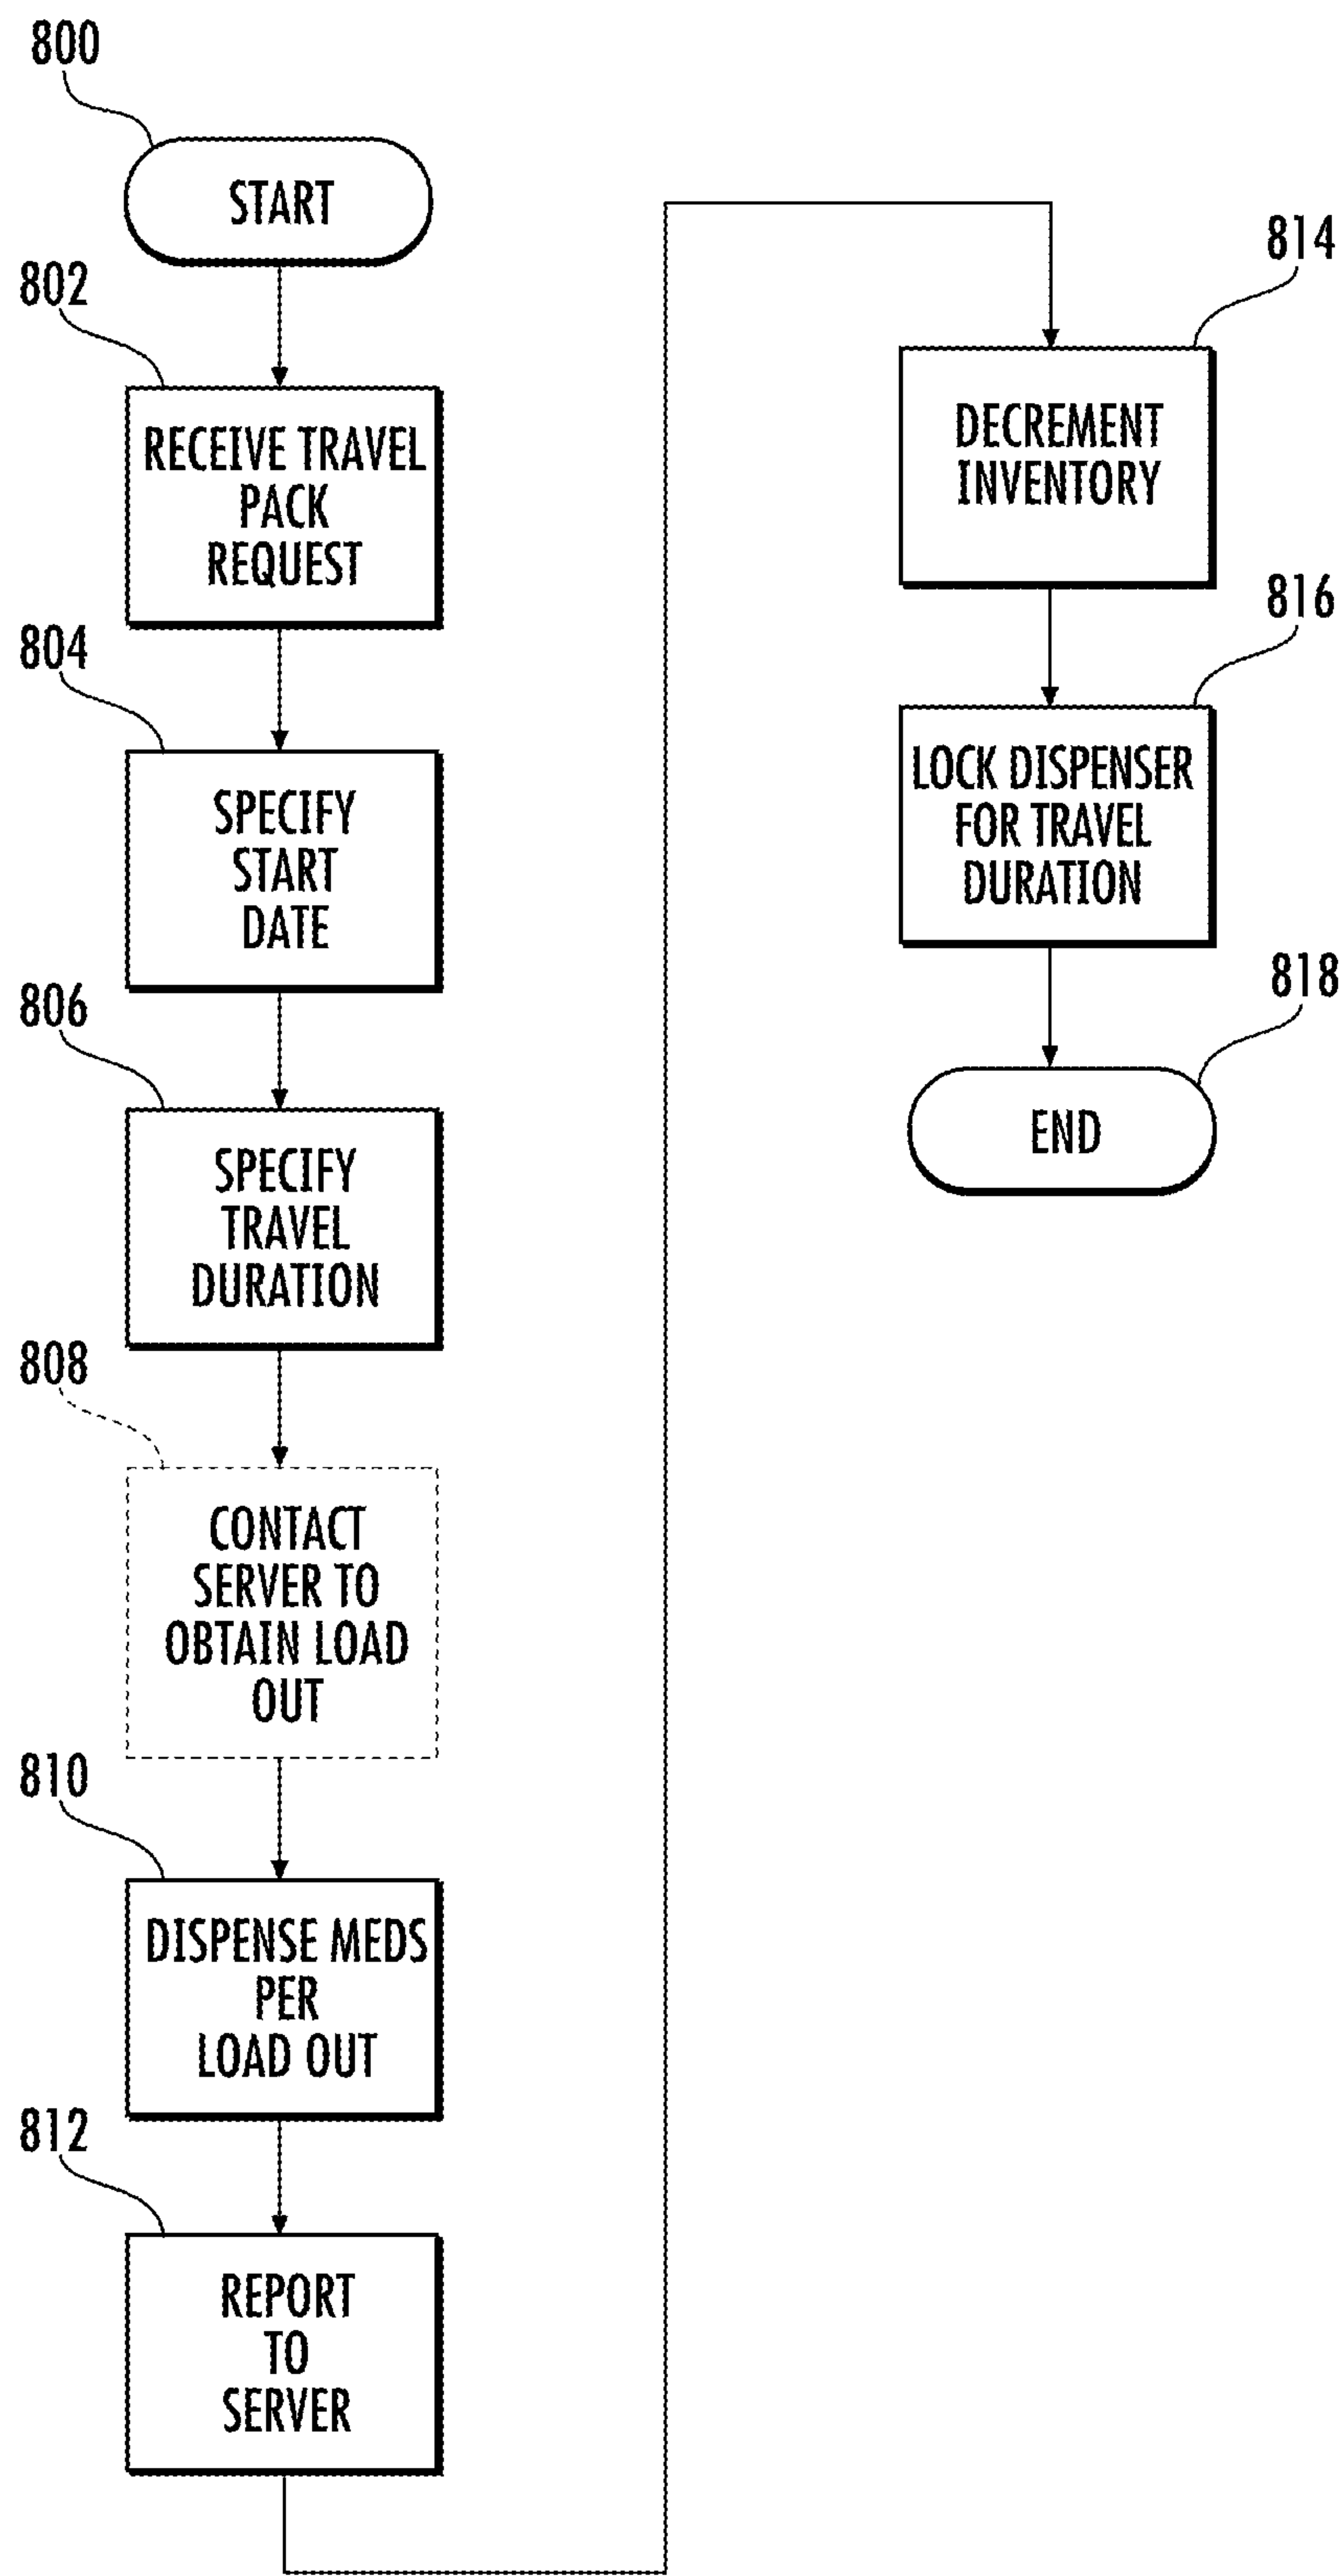 800
START
802
RECEIVE TRAVEL
PACK
REQUEST
804
SPECIFY
START
DATE
806
SPECIFY
TRAVEL
DURATION
808
CONTACT
SERVER TO
OBTAIN LOAD
OUT
810
DISPENSE MEDS
PER
LOAD OUT
812
REPORT
TO
SERVER
814
DECREMENT
INVENTORY
816
LOCK DISPENSER
FOR TRAVEL
DURATION
818
END